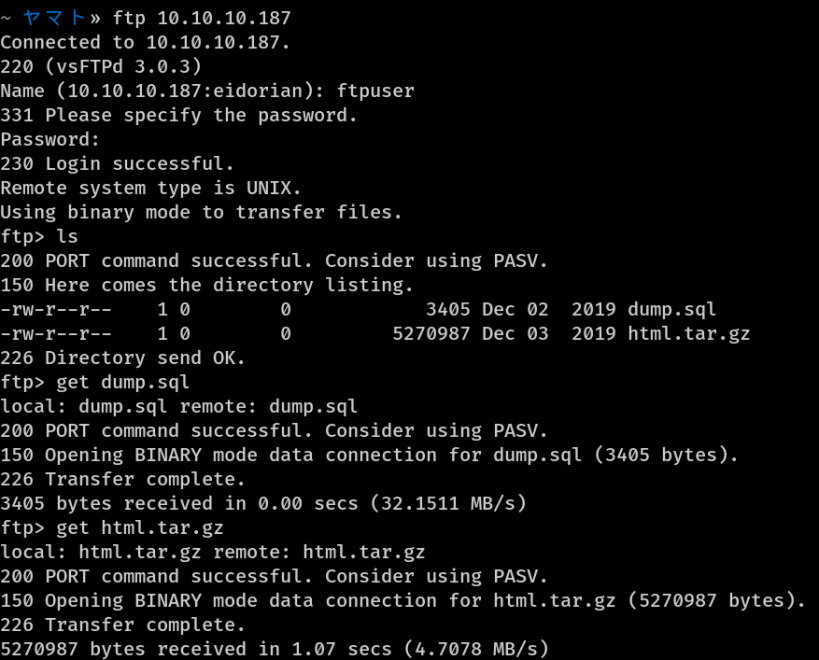 ~ ヤマト» ftp 10.10.10.187
Connected to 10.10.10.187.
220 (vsFTPd 3.0.3)
Name (10.10.10.187:eidorian): ftpuser
331 Please specify the password.
Password:
230 Login successful.
Remote system type is UNIX.
Using binary mode to transfer files.
ftp> ls
200 PORT command successful. Consider using PASV.
150 Here comes the directory listing.
-rw-r--r--    1 0        0            3405 Dec 02  2019 dump.sql
-rw-r--r--    1 0        0         5270987 Dec 03  2019 html.tar.gz
226 Directory send OK.
ftp> get dump.sql
local: dump.sql remote: dump.sql
200 PORT command successful. Consider using PASV.
150 Opening BINARY mode data connection for dump.sql (3405 bytes).
226 Transfer complete.
3405 bytes received in 0.00 secs (32.1511 MB/s)
ftp> get html.tar.gz
local: html.tar.gz remote: html.tar.gz
200 PORT command successful. Consider using PASV.
150 Opening BINARY mode data connection for html.tar.gz (5270987 bytes).
226 Transfer complete.
5270987 bytes received in 1.07 secs (4.7078 MB/s)